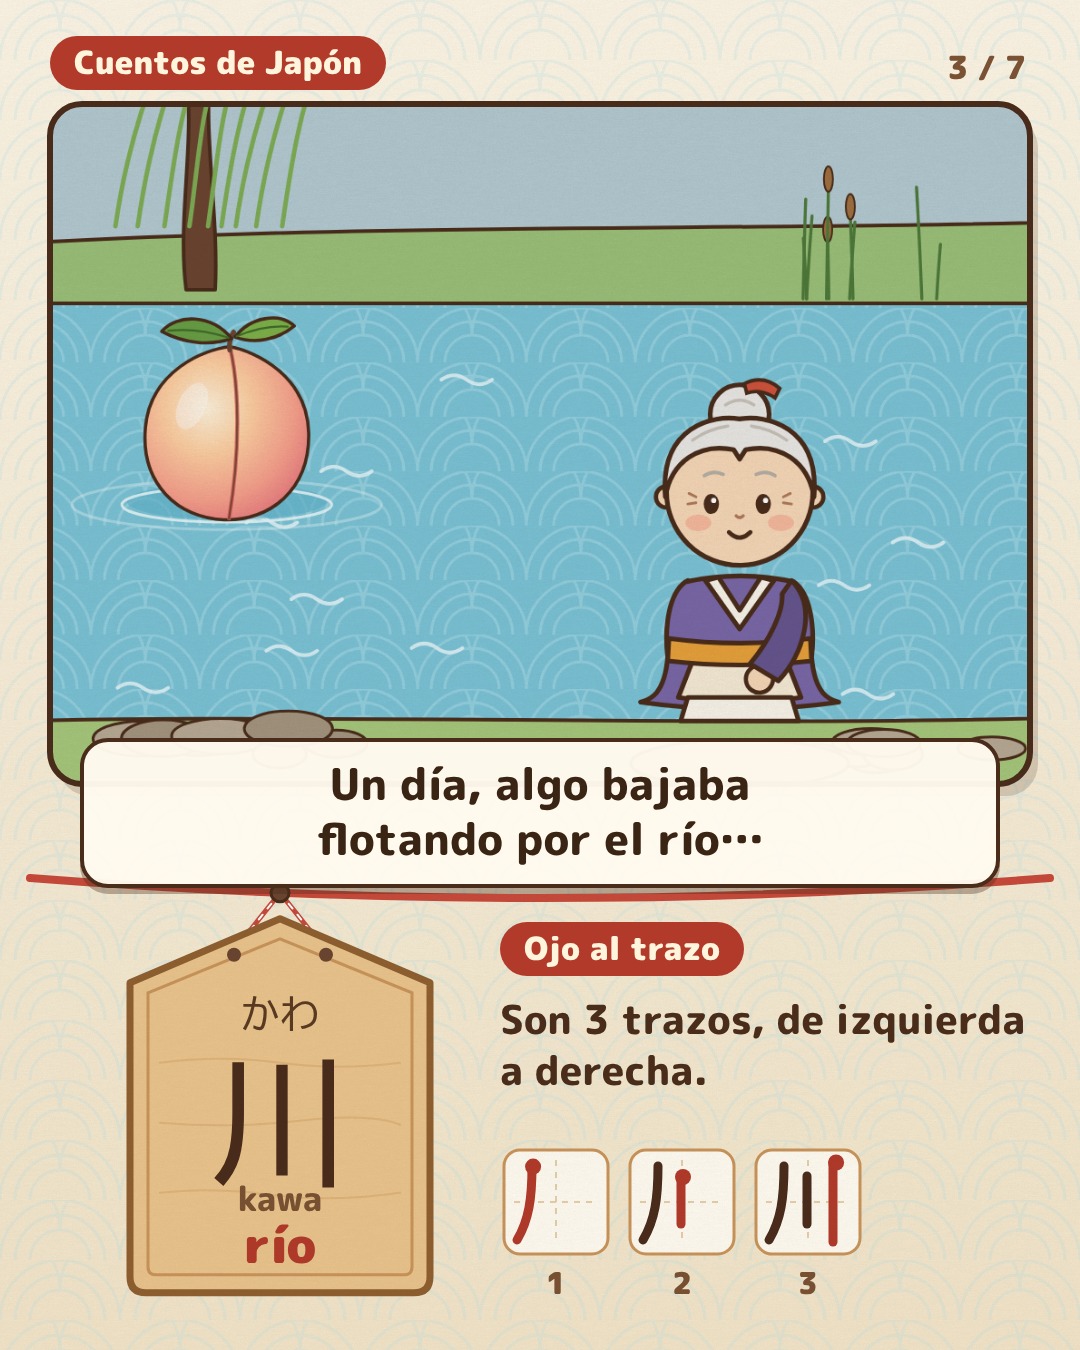 Cuentos de Japón
3 / 7
Un día, algo bajaba
flotando por el río···
かわ
川
kawa
río
Ojo al trazo
Son 3 trazos, de izquierda
a derecha.
1 2 3